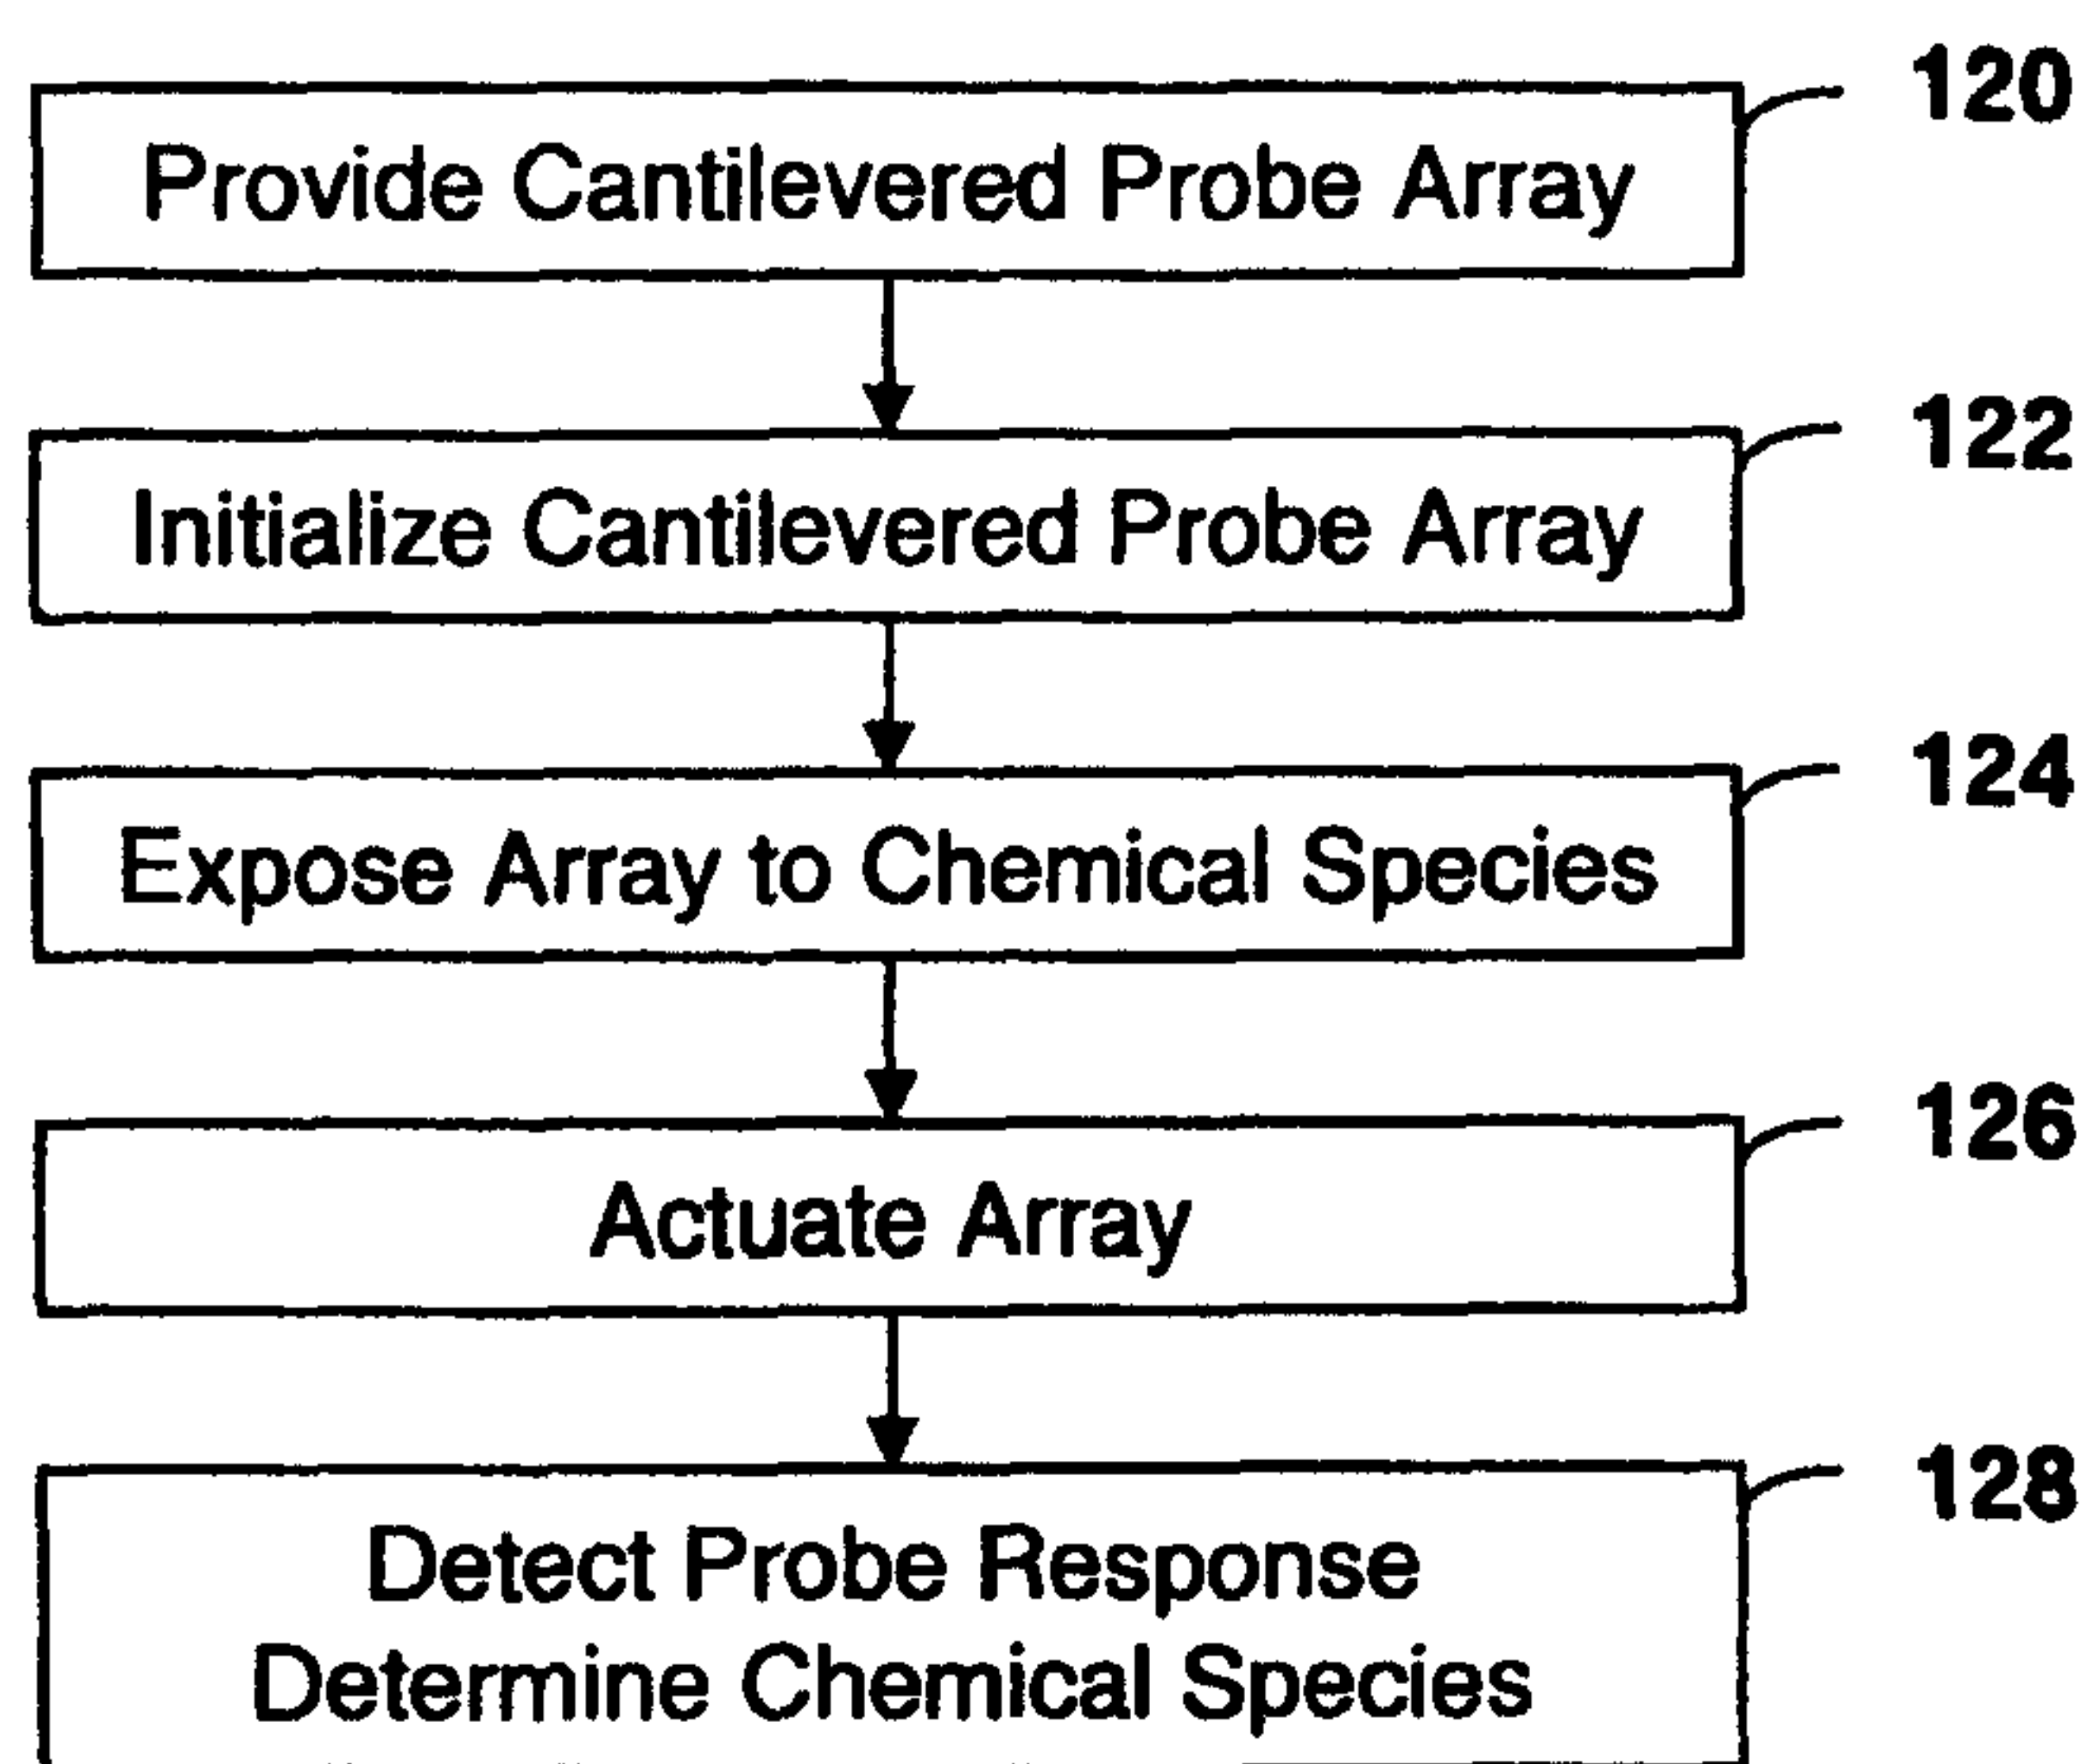 120
Provide Cantilevered Probe Array
122
Initialize Cantilevered Probe Array
124
Expose Array to Chemical Species
126
Actuate Array
128
Detect Probe Response
Determine Chemical Species